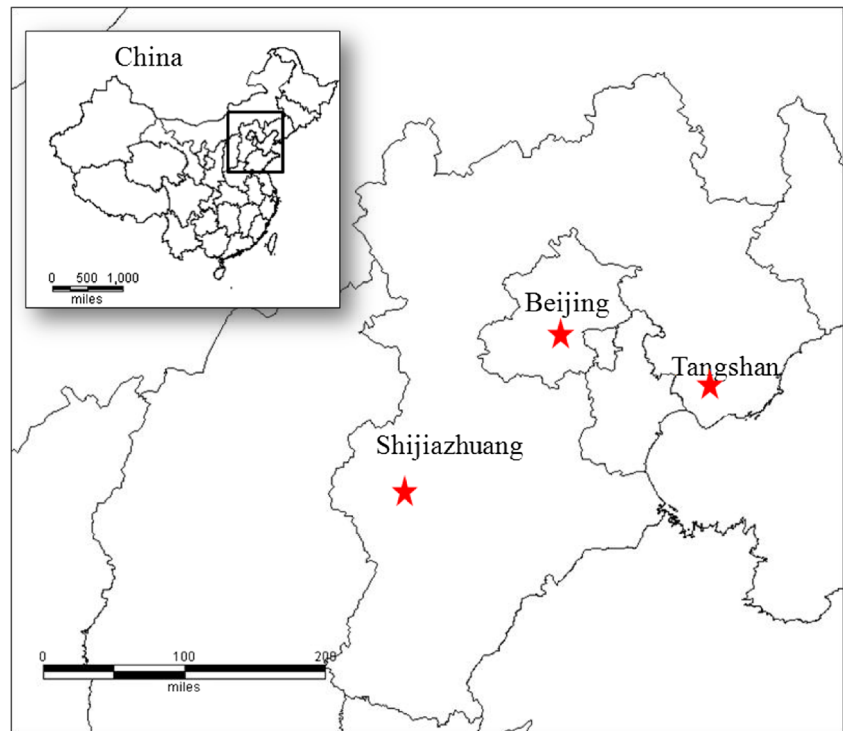 China
0 500 1,000
miles
Beijing
Tangshan
Shijiazhuang
0 100 200
miles